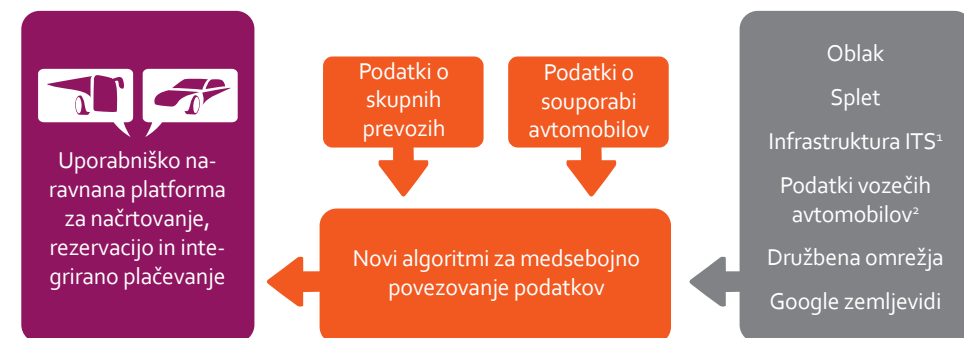 Uporabniško na-
ravnana platforma
za načrtovanje,
rezervacijo in inte-
grirano plačevanje
Podatki o
skupnih
prevozih
Podatki o
souporabi
avtomobilov
Novi algoritmi za medsebojno
povezovanje podatkov
Oblak
Splet
Infrastruktura ITS¹
Podatki vozečih
avtomobilov²
Družbena omrežja
Google zemljevidi